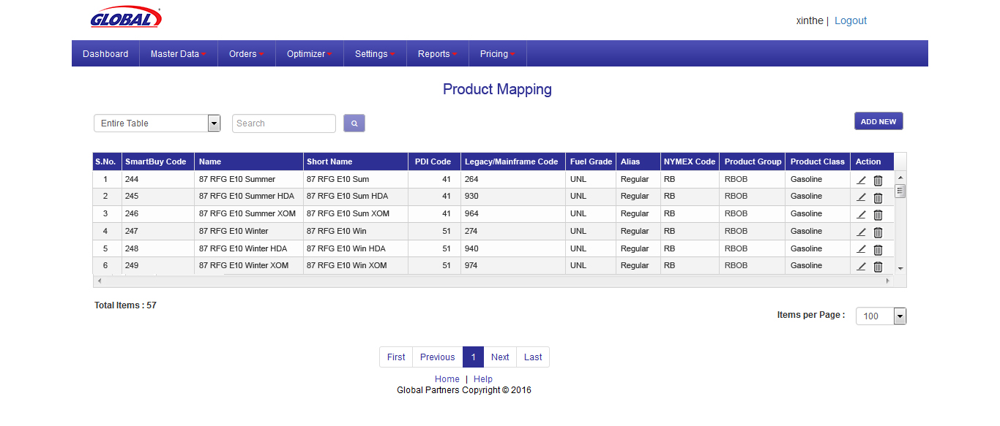 GLOBAL
xinthe | Logout
Dashboard Master Data Orders Optimizer Settings Reports Pricing
Product Mapping
Entire Table Search ADD NEW
S.No. SmartBuy Code Name Short Name PDI Code Legacy/Mainframe Code Fuel Grade Alias NYMEX Code Product Group Product Class Action
1 244 87 RFG E10 Summer 87 RFG E10 Sum 41 264 UNL Regular RB RBOB Gasoline
2 245 87 RFG E10 Summer HDA 87 RFG E10 Sum HDA 41 930 UNL Regular RB RBOB Gasoline
3 246 87 RFG E10 Summer XOM 87 RFG E10 Sum XOM 41 964 UNL Regular RB RBOB Gasoline
4 247 87 RFG E10 Winter 87 RFG E10 Win 51 274 UNL Regular RB RBOB Gasoline
5 248 87 RFG E10 Winter HDA 87 RFG E10 Win HDA 51 940 UNL Regular RB RBOB Gasoline
6 249 87 RFG E10 Winter XOM 87 RFG E10 Win XOM 51 974 UNL Regular RB RBOB Gasoline
Total Items : 57
Items per Page : 100
First Previous 1 Next Last
Home | Help
Global Partners Copyright © 2016